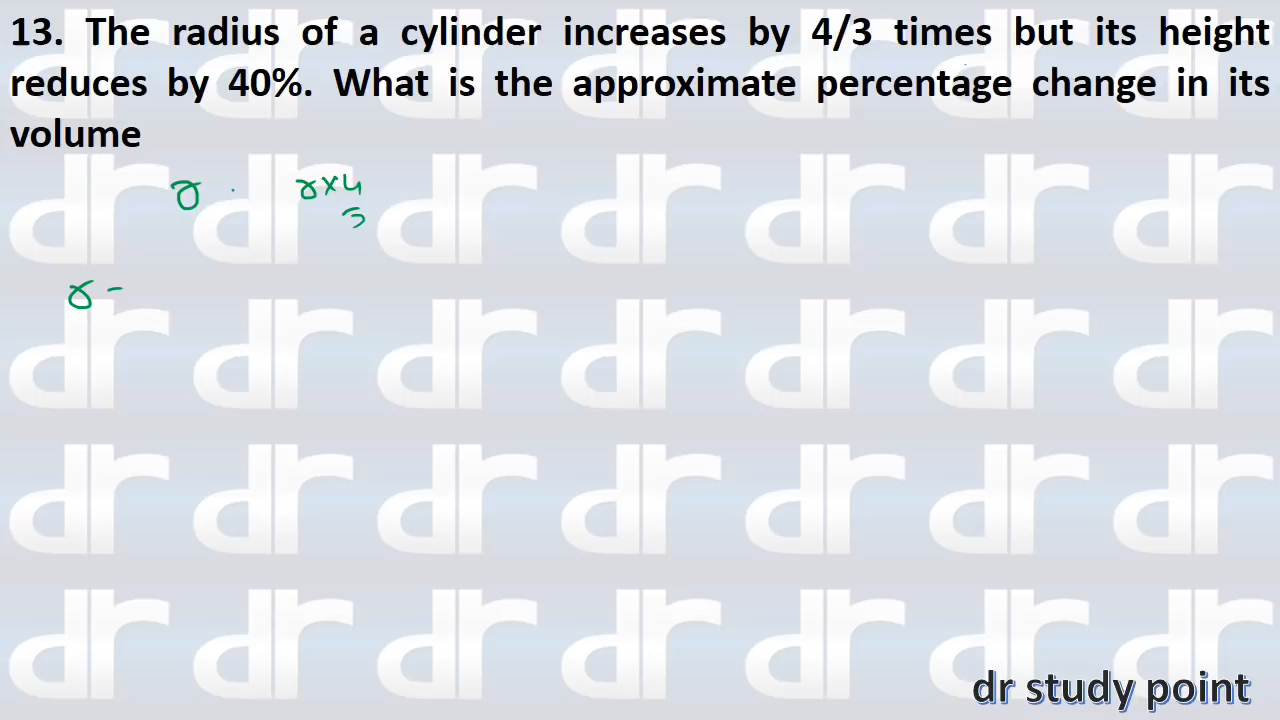 13. The radius of a cylinder increases by 4/3 times but its height
reduces by 40%. What is the approximate percentage change in its
volume
r×4
3
dr study point